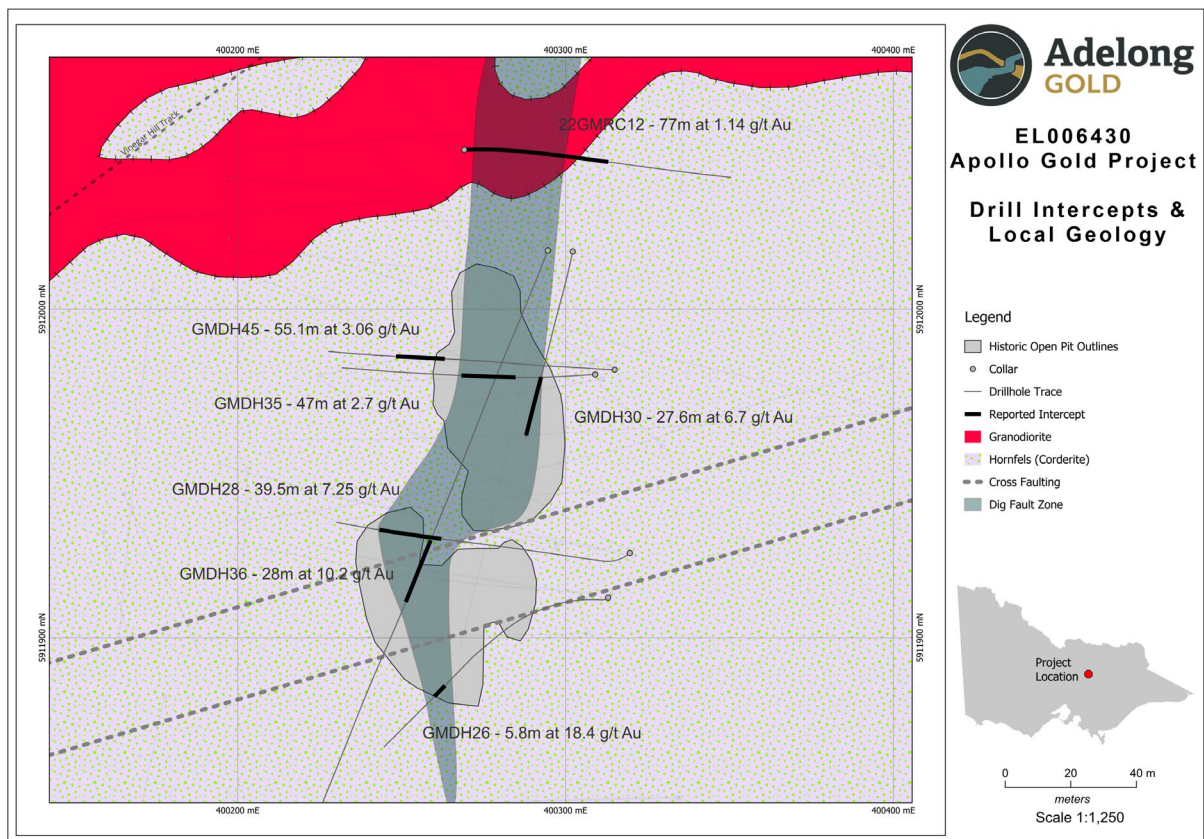 400200 mE
400300 mE
400400 mE
Adelong
GOLD
EL006430
Apollo Gold Project
Drill Intercepts &
Local Geology
Vinegar Hill Track
22GMRC12 - 77m at 1.14 g/t Au
5912000 mN
5912000 mN
GMDH45 - 55.1m at 3.06 g/t Au
GMDH35 - 47m at 2.7 g/t Au
GMDH30 - 27.6m at 6.7 g/t Au
GMDH28 - 39.5m at 7.25 g/t Au
GMDH36 - 28m at 10.2 g/t Au
5911900 mN
5911900 mN
GMDH26 - 5.8m at 18.4 g/t Au
400200 mE
400300 mE
400400 mE
Legend
Historic Open Pit Outlines
Collar
Drillhole Trace
Reported Intercept
Granodiorite
Hornfels (Corderite)
Cross Faulting
Dig Fault Zone
Project
Location
0 20 40 m
meters
Scale 1:1,250